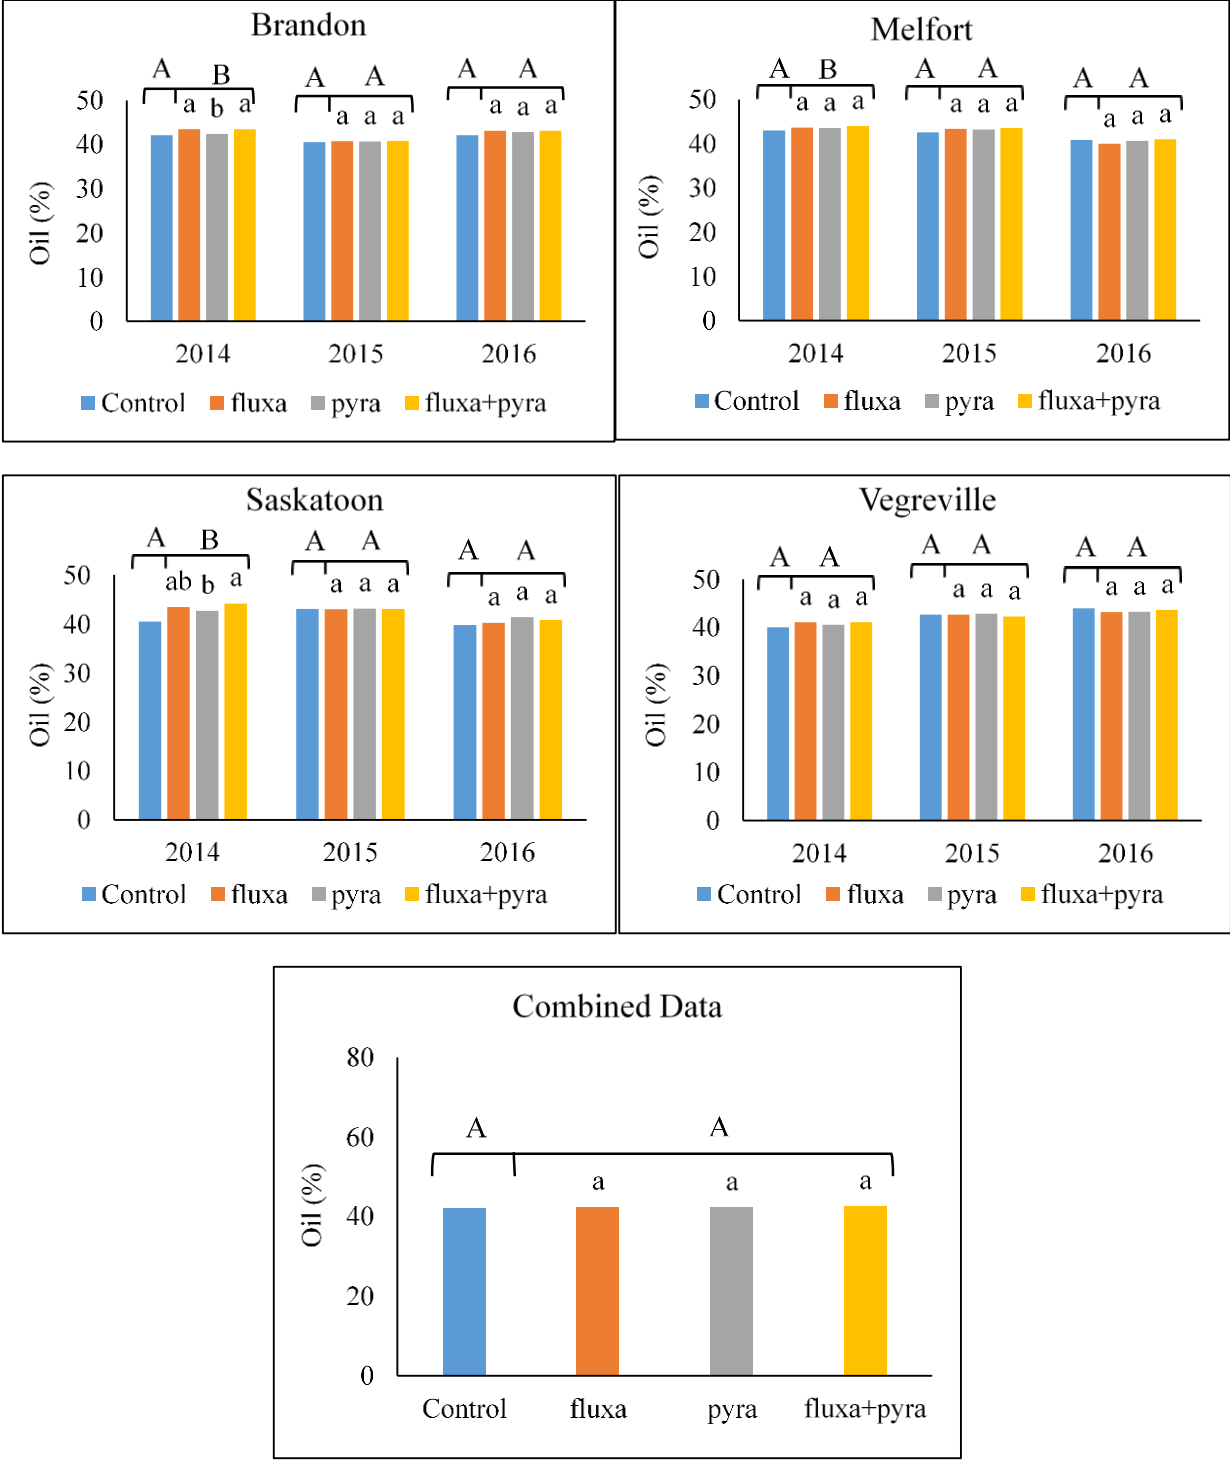 Brandon
A B A A A A
a b a a a a a a a
50
40
30
20
10
0
Oil (%)
2014 2015 2016
Control fluxa pyra fluxa+pyra
Melfort
A B A A A A
a a a a a a a a a
50
40
30
20
10
0
Oil (%)
2014 2015 2016
Control fluxa pyra fluxa+pyra
Saskatoon
A B A A A A
ab b a a a a a a a
50
40
30
20
10
0
Oil (%)
2014 2015 2016
Control fluxa pyra fluxa+pyra
Vegreville
A A A A A A
a a a a a a a a a
50
40
30
20
10
0
Oil (%)
2014 2015 2016
Control fluxa pyra fluxa+pyra
Combined Data
80
60
40
20
0
Oil (%)
A A
a a a
Control fluxa pyra fluxa+pyra